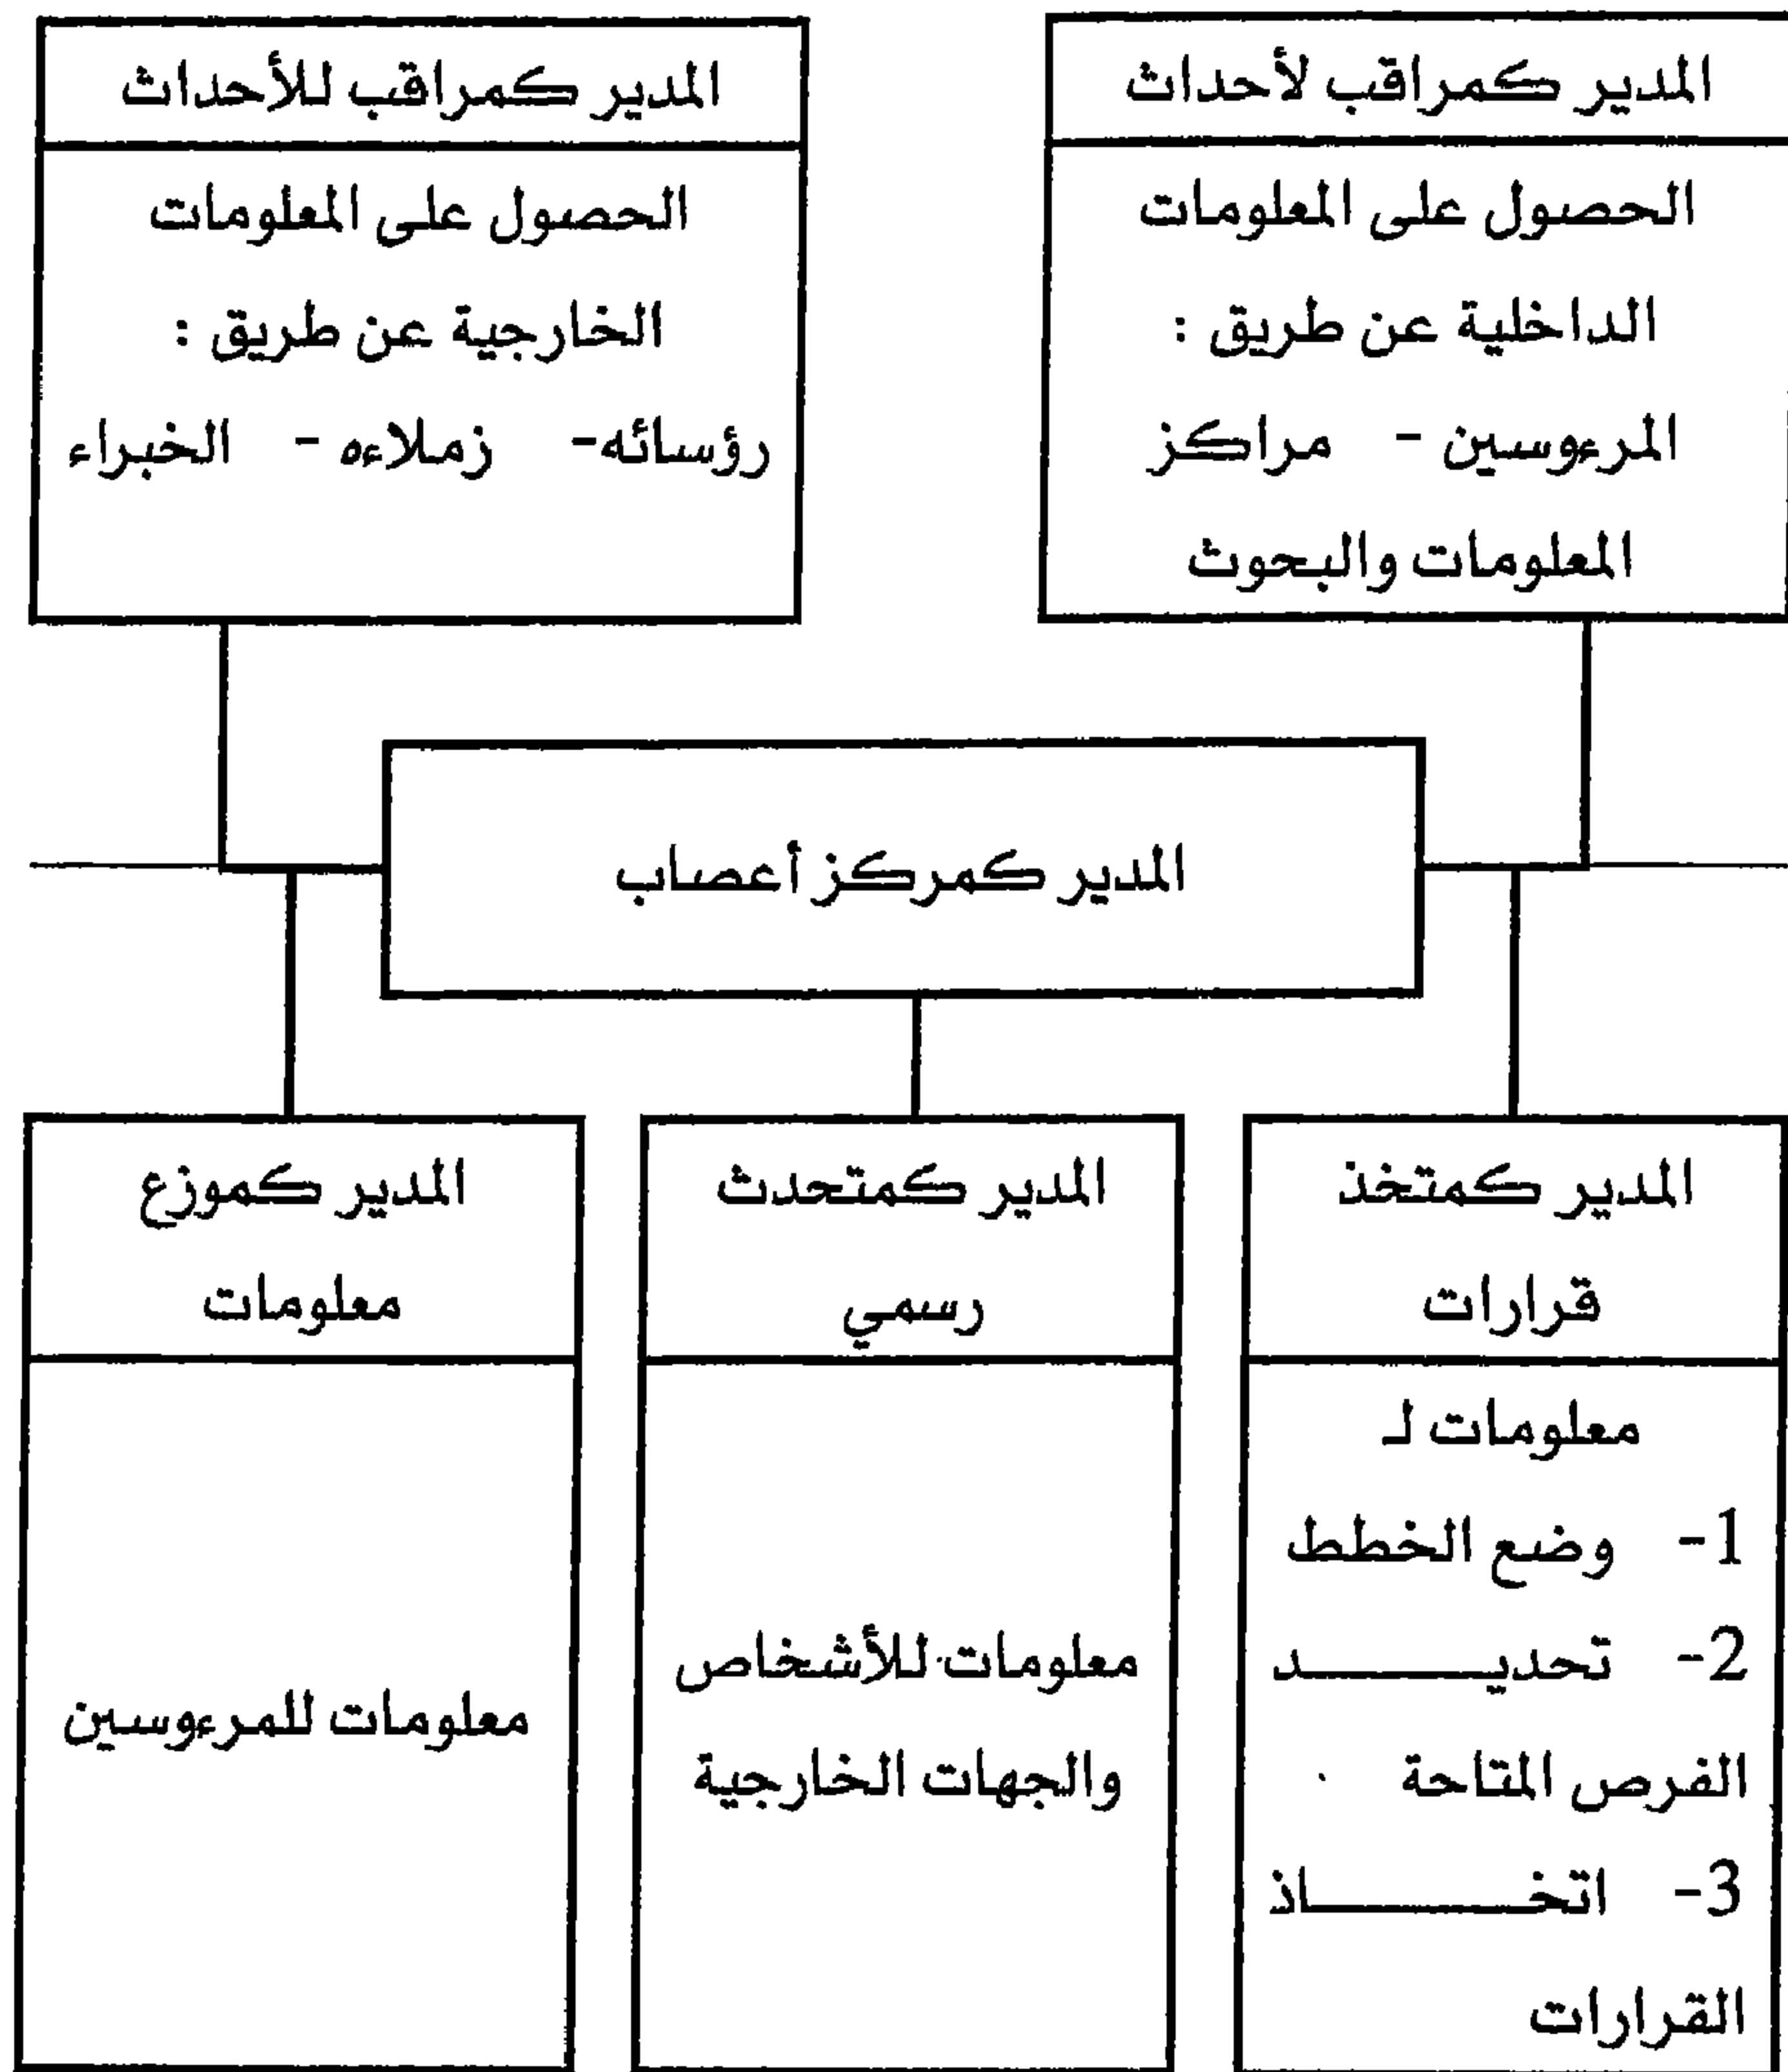 المدير كمراقب لأحداث
الحصول على المعلومات
الداخلية عن طريق :
المرءوسين - مراكز
المعلومات والبحوث
المدير كمراقب للأحداث
الحصول على المعلومات
الخارجية عن طريق :
رؤسائه- زملاءه - الخبراء
المدير كمركز أعصاب
المدير كمتخذ
قرارات
معلومات لـ
1- وضع الخطط
2- تحديـــــــد
الفرص المتاحة
3- اتخـــــــاذ
القرارات
المدير كمتحدث
رسمي
معلومات للأشخاص
والجهات الخارجية
المدير كموزع
معلومات
معلومات للمرءوسين